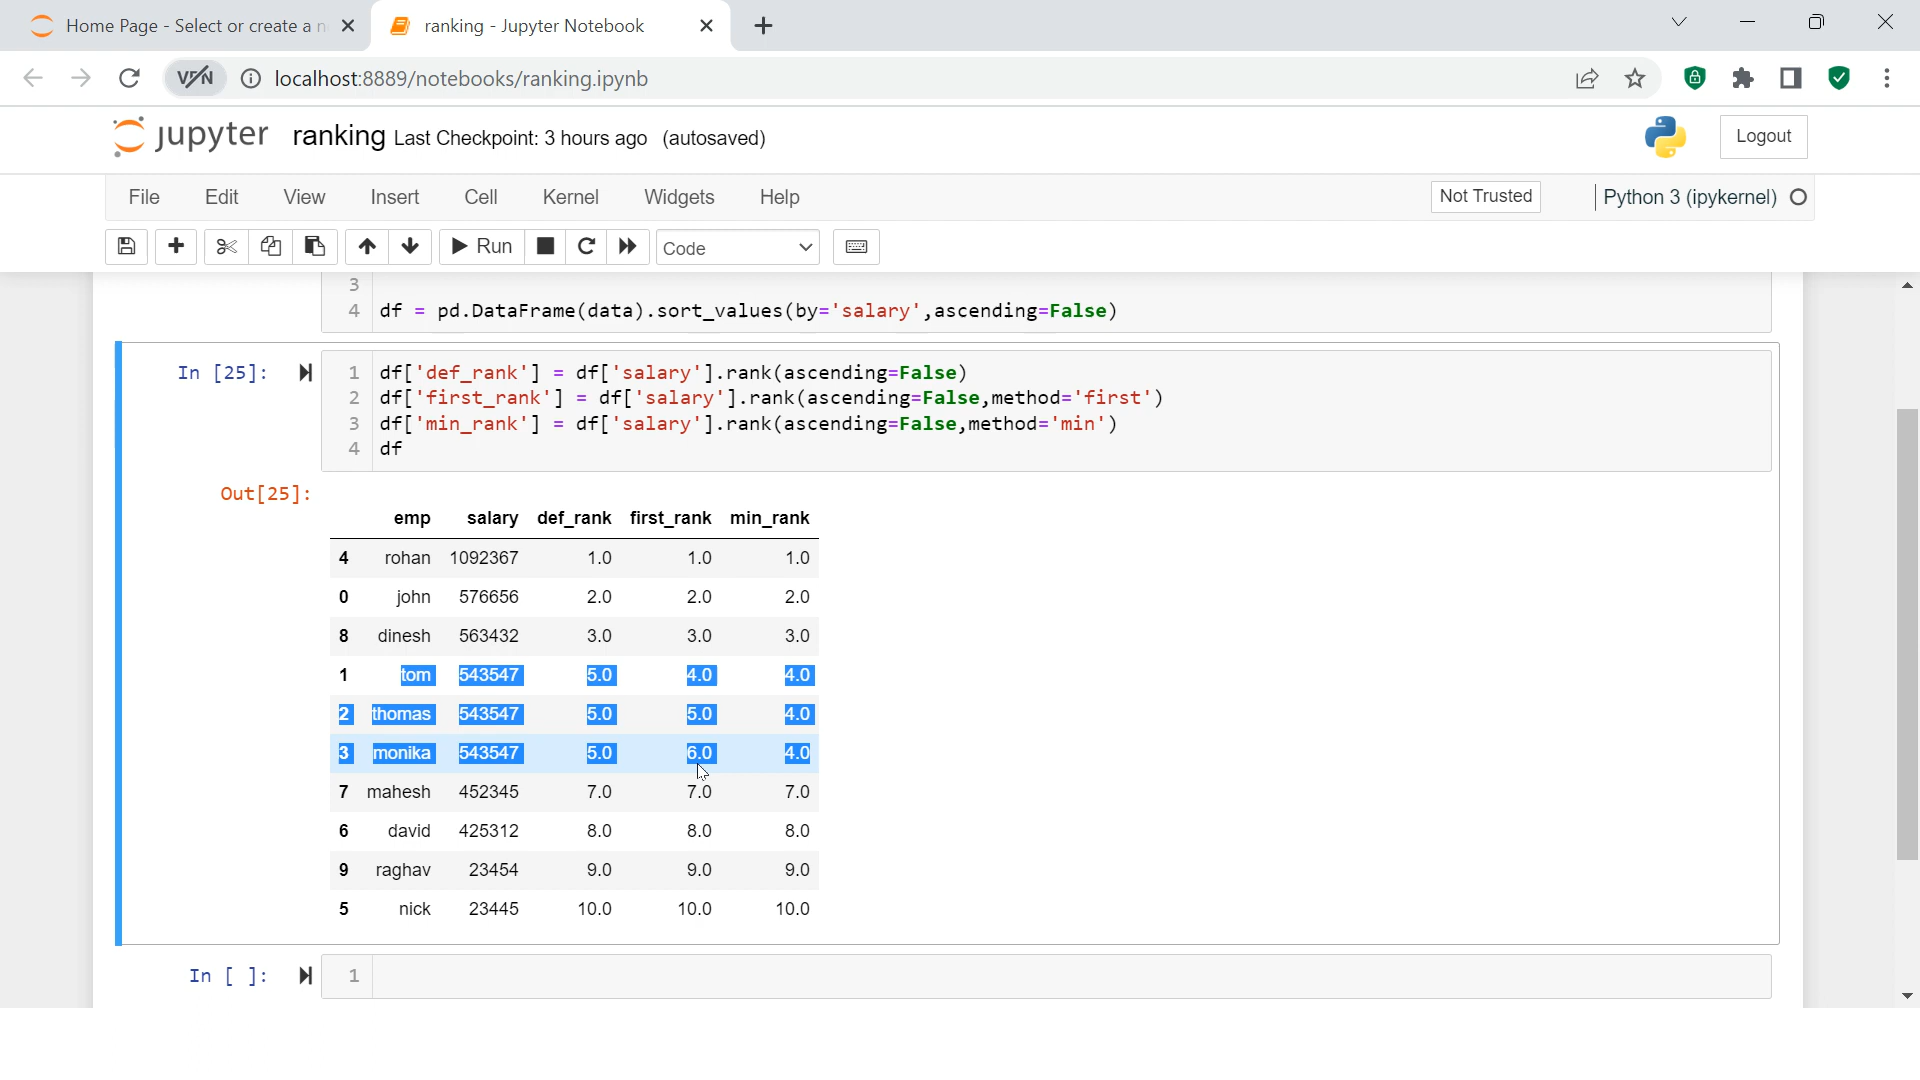 Home Page - Select or create a n
ranking - Jupyter Notebook
VPN
localhost:8889/notebooks/ranking.ipynb
jupyter ranking Last Checkpoint: 3 hours ago (autosaved)
Logout
File Edit View Insert Cell Kernel Widgets Help Not Trusted Python 3 (ipykernel)
Run Code
3
4 df = pd.DataFrame(data).sort_values(by='salary',ascending=False)
In [25]: 1 df['def_rank'] = df['salary'].rank(ascending=False)
2 df['first_rank'] = df['salary'].rank(ascending=False,method='first')
3 df['min_rank'] = df['salary'].rank(ascending=False,method='min')
4 df
Out[25]:
emp salary def_rank first_rank min_rank
4 rohan 1092367 1.0 1.0 1.0
0 john 576656 2.0 2.0 2.0
8 dinesh 563432 3.0 3.0 3.0
1 tom 543547 5.0 4.0 4.0
2 thomas 543547 5.0 5.0 4.0
3 monika 543547 5.0 6.0 4.0
7 mahesh 452345 7.0 7.0 7.0
6 david 425312 8.0 8.0 8.0
9 raghav 23454 9.0 9.0 9.0
5 nick 23445 10.0 10.0 10.0
In [ ]: 1